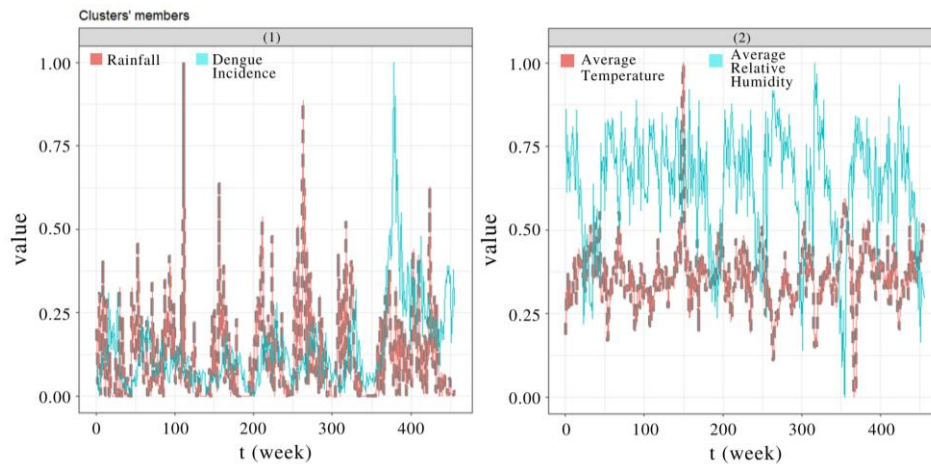 Clusters' members
(1)
Rainfall
Dengue
Incidence
1.00
0.75
0.50
0.25
0.00
value
0
100
200
300
400
t (week)
(2)
Average
Temperature
Average
Relative
Humidity
1.00
0.75
0.50
0.25
0.00
value
0
100
200
300
400
t (week)